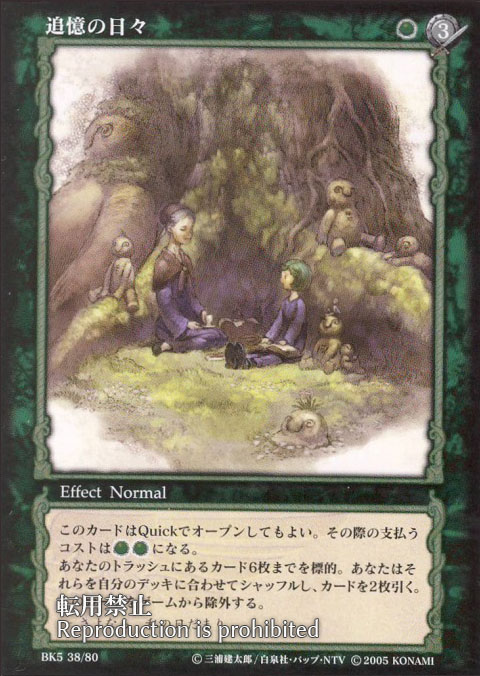 追憶の日々
3
Effect Normal
このカードはQuickでオープンしてもよい。その際の支払う
コストは になる。
あなたのトラッシュにあるカード6枚までを標的。あなたはそ
れらを自分のデッキに合わせてシャッフルし、カードを2枚引く。
ゲームから除外する。
転用禁止
Reproduction is prohibited
BK5 38/80
©三浦建太郎/白泉社・バップ・NTV ©2005 KONAMI